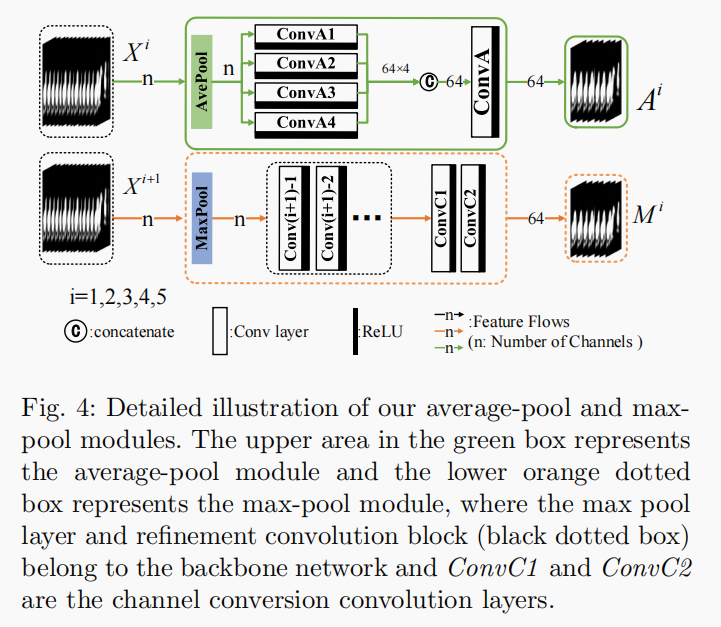 X^i
n
AvePool
n
ConvA1
ConvA2
ConvA3
ConvA4
64×4
C
64
ConvA
64
A^i
X^{i+1}
n
MaxPool
n
Conv(i+1)-1
Conv(i+1)-2
...
ConvC1
ConvC2
64
M^i
i=1,2,3,4,5
C :concatenate
:Conv layer
:ReLU
n :Feature Flows
n (n: Number of Channels )
n
Fig. 4: Detailed illustration of our average-pool and max-
pool modules. The upper area in the green box represents
the average-pool module and the lower orange dotted
box represents the max-pool module, where the max pool
layer and refinement convolution block (black dotted box)
belong to the backbone network and ConvC1 and ConvC2
are the channel conversion convolution layers.